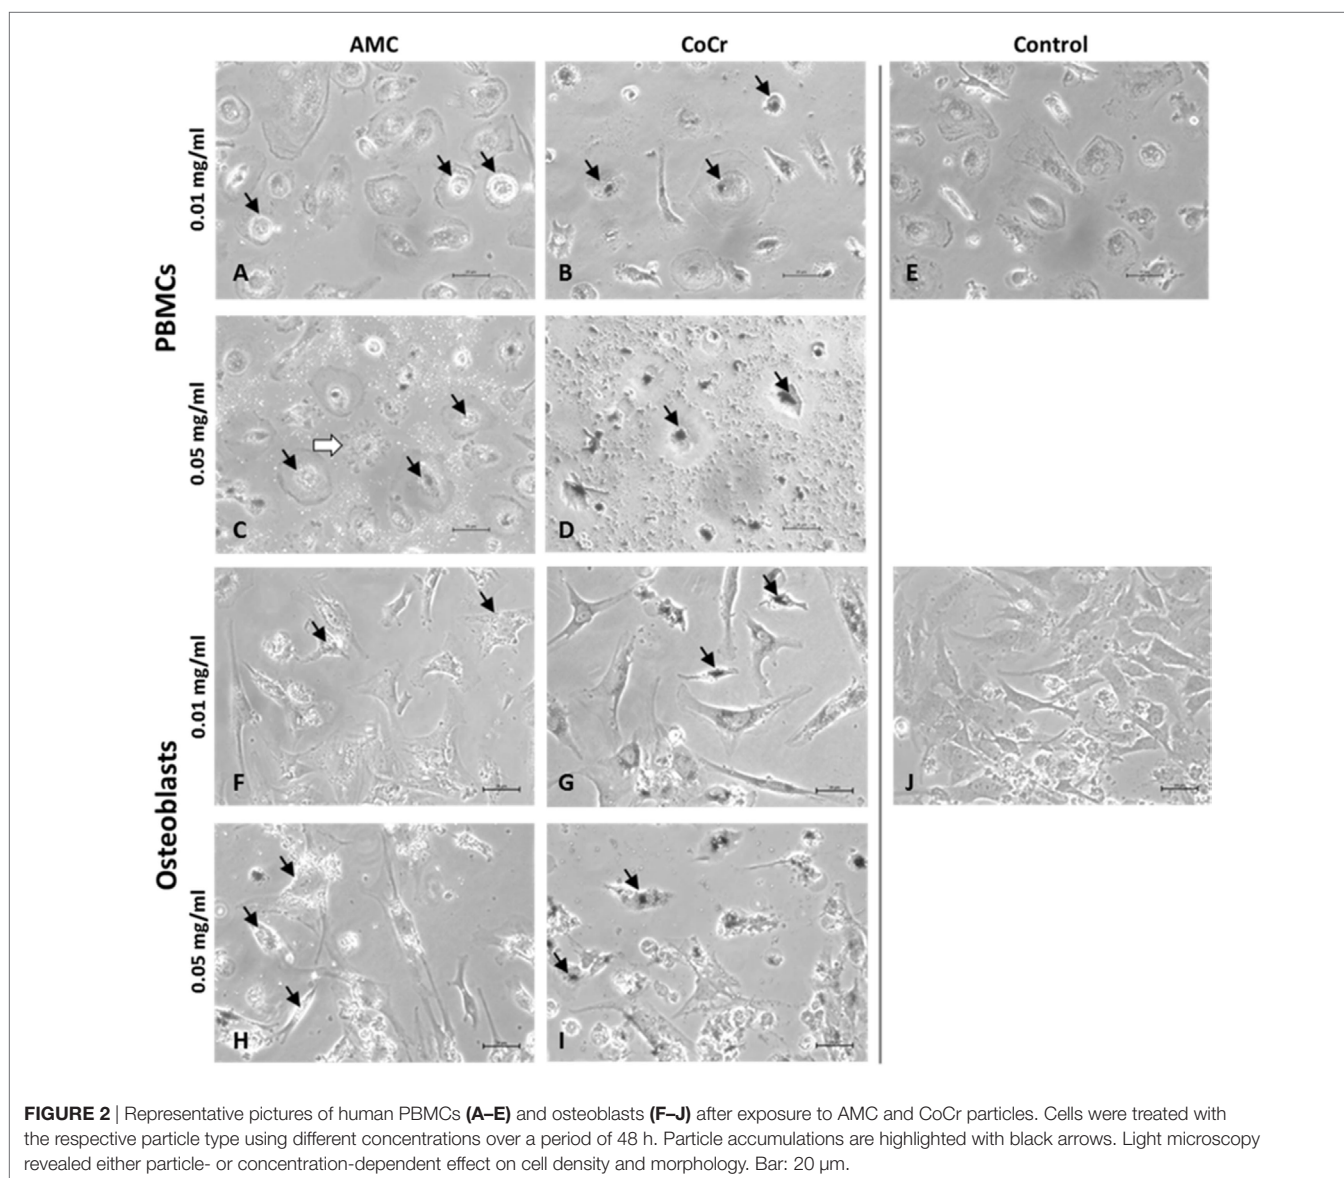 AMC CoCr Control
PBMCs
0.01 mg/ml
A B E
0.05 mg/ml
C D
Osteoblasts
0.01 mg/ml
F G J
0.05 mg/ml
H I
FIGURE 2 | Representative pictures of human PBMCs (A–E) and osteoblasts (F–J) after exposure to AMC and CoCr particles. Cells were treated with
the respective particle type using different concentrations over a period of 48 h. Particle accumulations are highlighted with black arrows. Light microscopy
revealed either particle- or concentration-dependent effect on cell density and morphology. Bar: 20 µm.